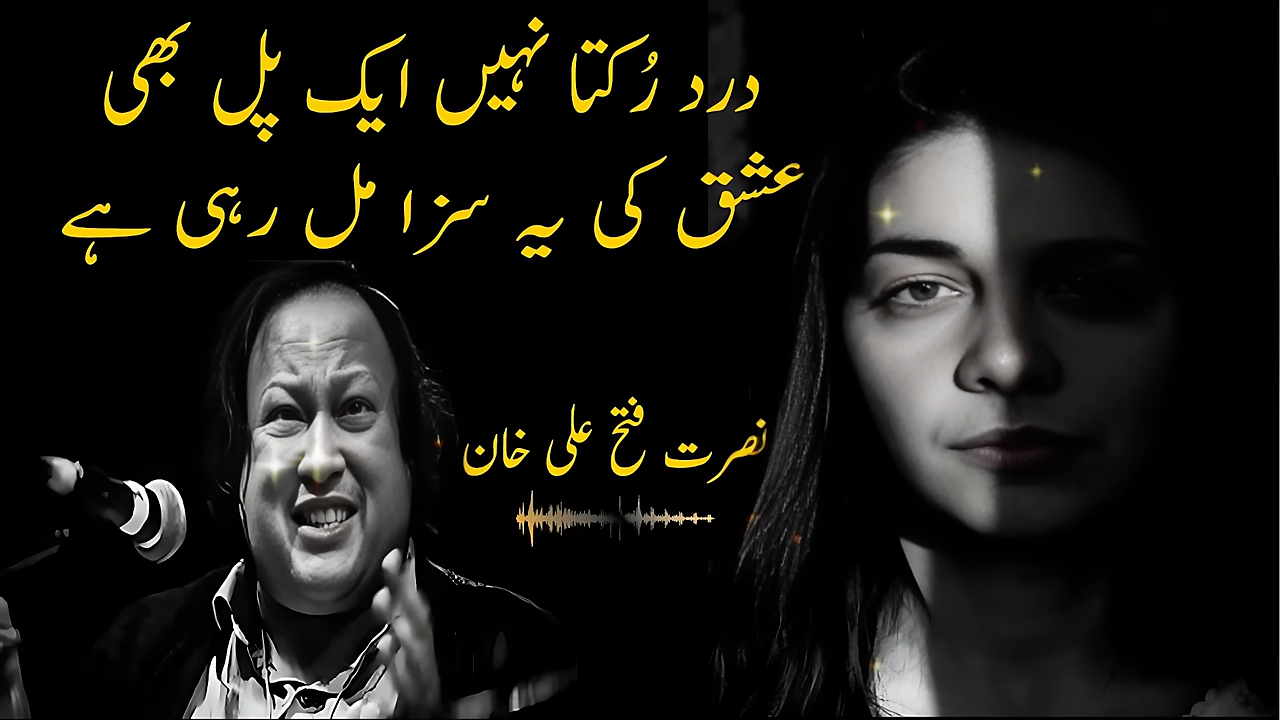 درد رُکتا نہیں ایک پل بھی
عشق کی یہ سزا مل رہی ہے
نصرت فتح علی خان